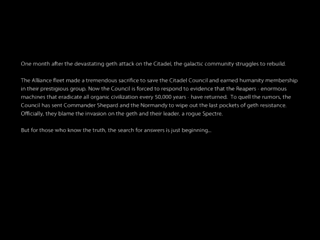 One month after the devastating geth attack on the Citadel, the galactic community struggles to rebuild.
The Alliance fleet made a tremendous sacrifice to save the Citadel Council and earned humanity membership
in their prestigious group. Now the Council is forced to respond to evidence that the Reapers - enormous
machines that eradicate all organic civilization every 50,000 years - have returned. To quell the rumors, the
Council has sent Commander Shepard and the Normandy to wipe out the last pockets of geth resistance.
Officially, they blame the invasion on the geth and their leader, a rogue Spectre.
But for those who know the truth, the search for answers is just beginning...